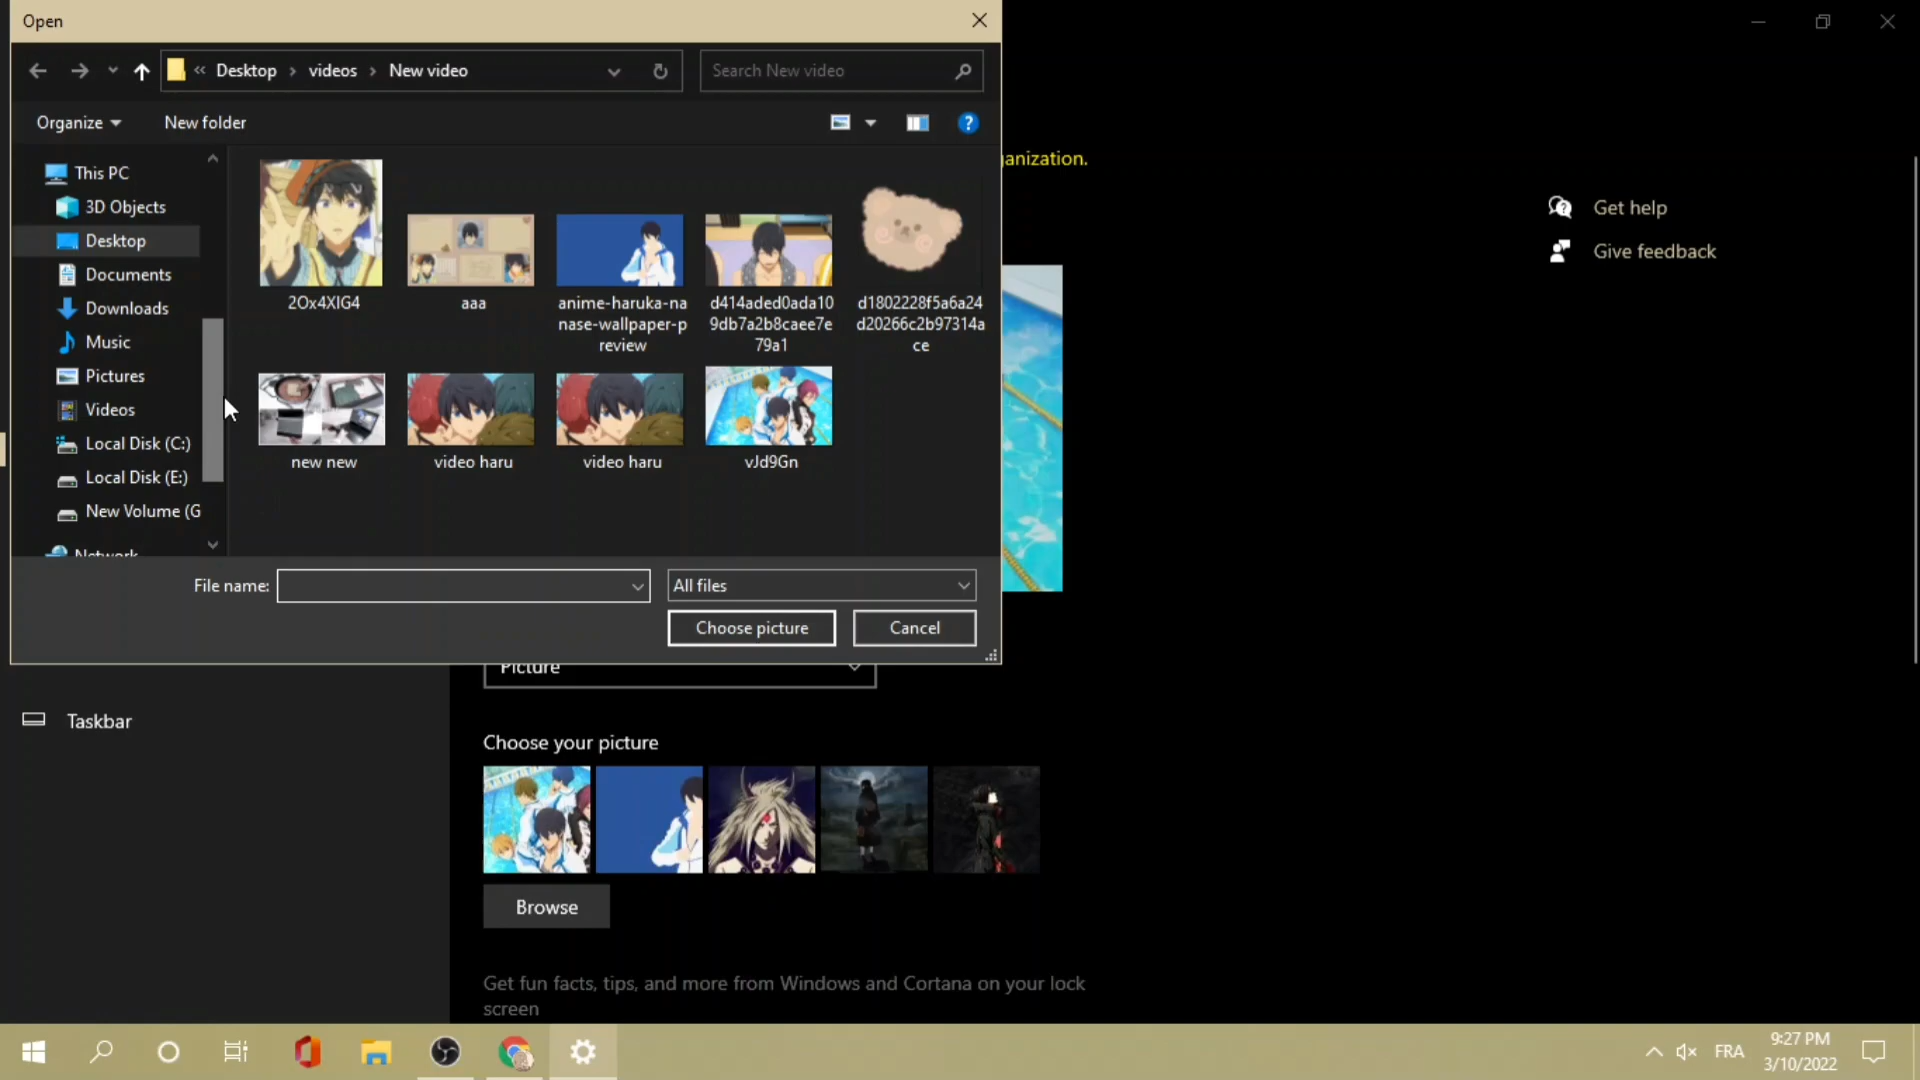 Open
« Desktop › videos › New video
Search New video
Organize
New folder
This PC
3D Objects
Desktop
Documents
Downloads
Music
Pictures
Videos
Local Disk (C:)
Local Disk (E:)
New Volume (G
Network
2Ox4XIG4
aaa
anime-haruka-na
nase-wallpaper-p
review
d414aded0ada10
9db7a2b8caee7e
79a1
d1802228f5a6a24
d20266c2b97314a
ce
new new
video haru
video haru
vJd9Gn
File name:
All files
Choose picture
Cancel
anization.
Get help
Give feedback
Picture
Taskbar
Choose your picture
Browse
Get fun facts, tips, and more from Windows and Cortana on your lock
screen
FRA
9:27 PM
3/10/2022